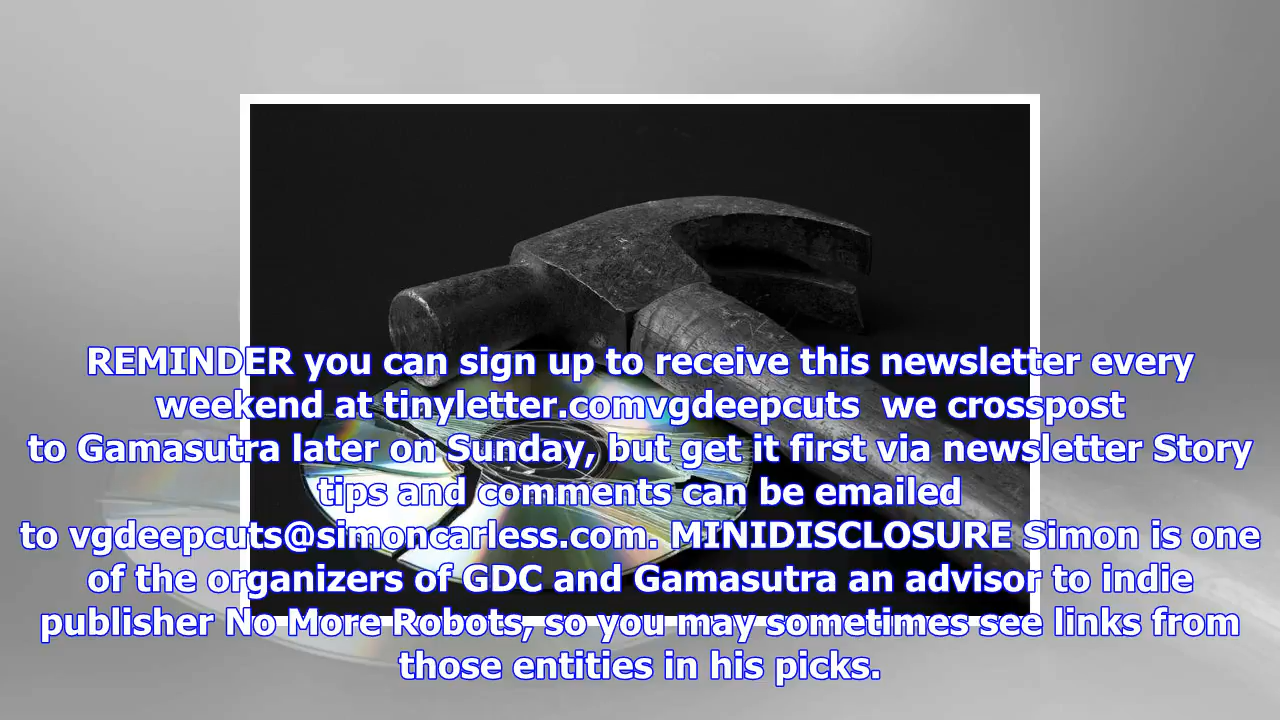 REMINDER you can sign up to receive this newsletter every
weekend at tinyletter.comvgdeepcuts  we crosspost
to Gamasutra later on Sunday, but get it first via newsletter Story
tips and comments can be emailed
to vgdeepcuts@simoncarless.com. MINIDISCLOSURE Simon is one
of the organizers of GDC and Gamasutra an advisor to indie
publisher No More Robots, so you may sometimes see links from
those entities in his picks.